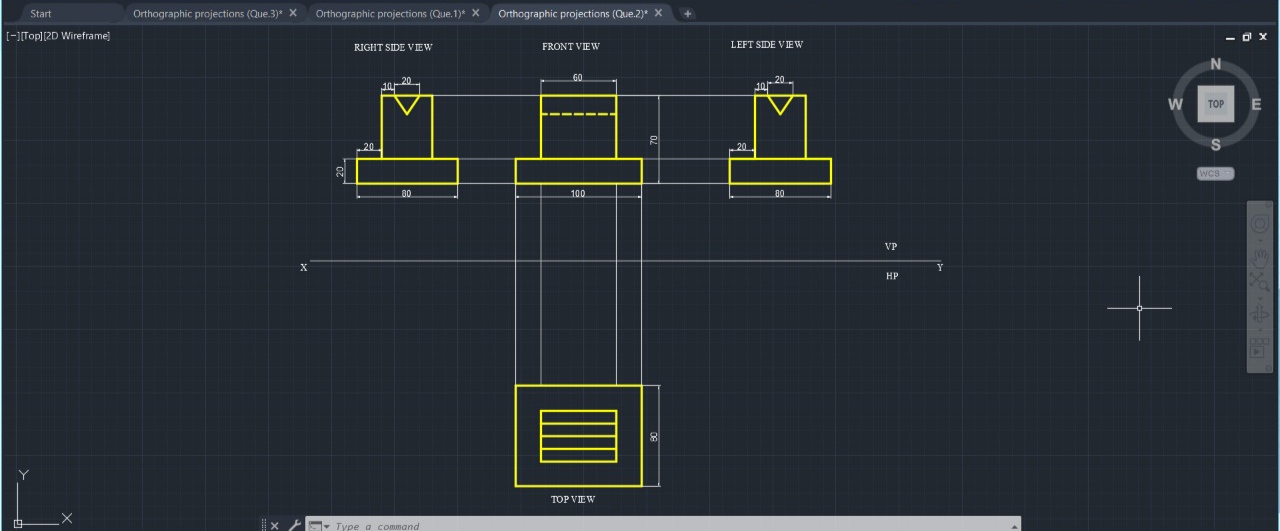 Start
Orthographic projections (Que.3)*
Orthographic projections (Que.1)*
Orthographic projections (Que.2)*
[−][Top][2D Wireframe]
RIGHT SIDE VIEW
FRONT VIEW
LEFT SIDE VIEW
N
W
TOP
E
S
WCS
20
10
60
20
10
70
20
20
20
80
100
80
VP
X
Y
HP
80
TOP VIEW
Y
X
Type a command